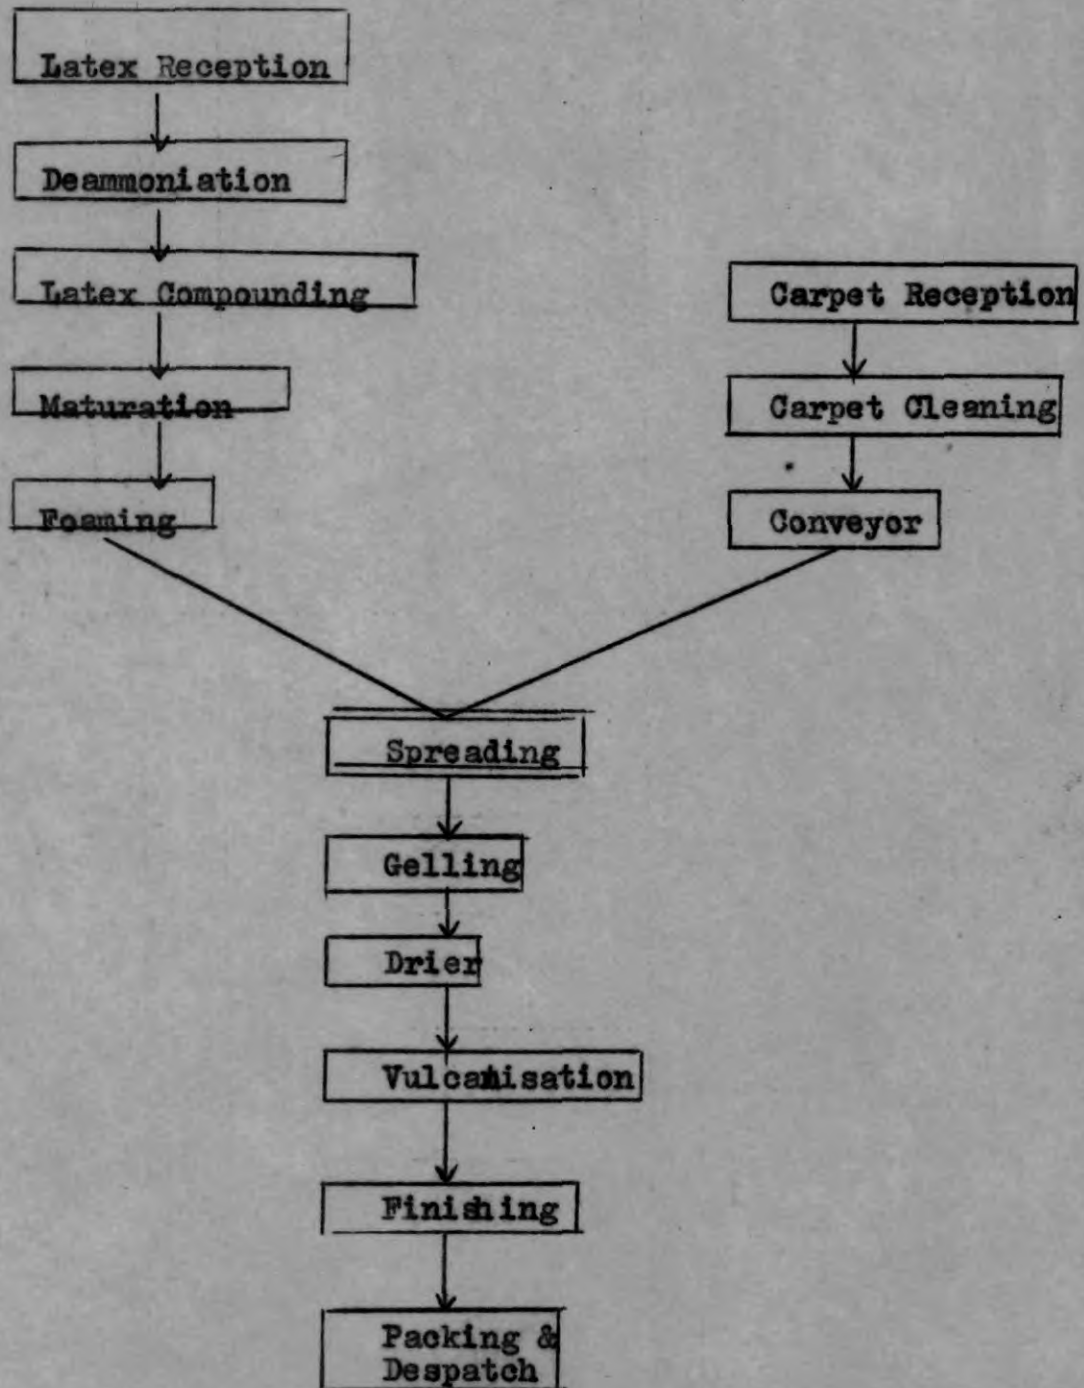 Latex Reception
Deammoniation
Latex Compounding
Maturation
Foaming
Carpet Reception
Carpet Cleaning
Conveyor
Spreading
Gelling
Drier
Vulcanisation
Finishing
Packing &
Despatch